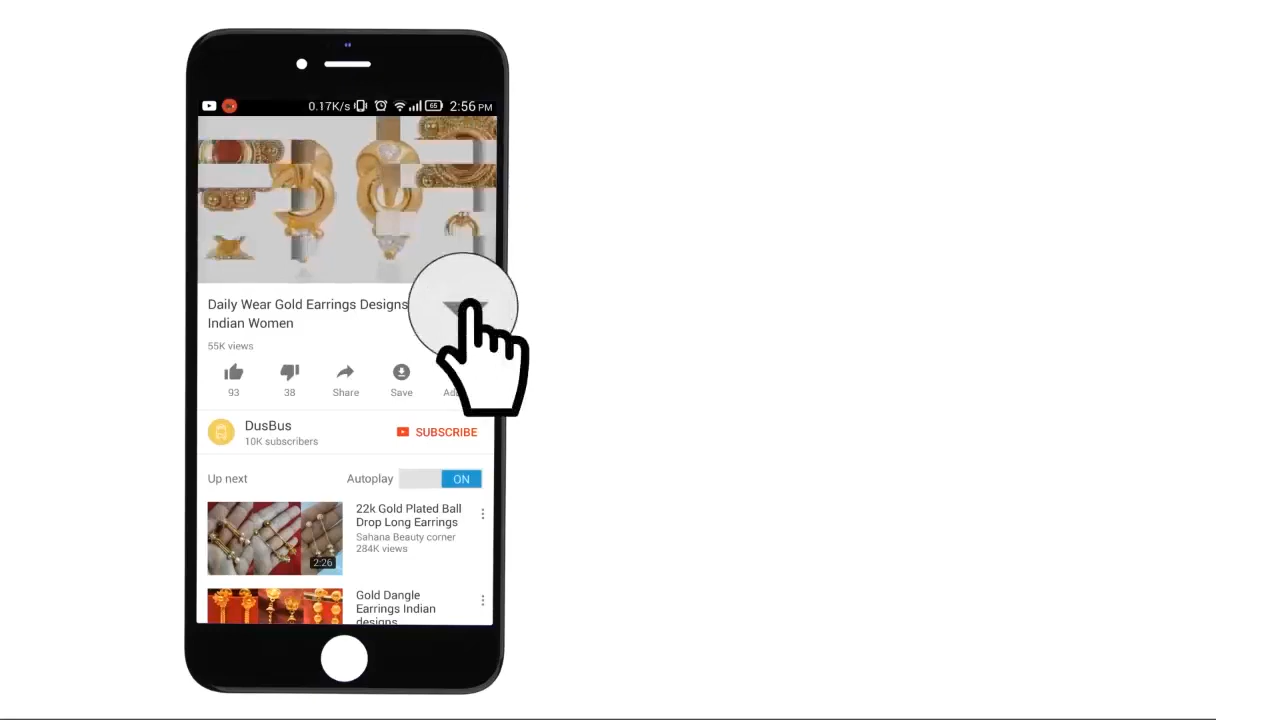 0.17K/s 65 2:56 PM
Daily Wear Gold Earrings Designs
Indian Women
55K views
93 38 Share Save
DusBus
10K subscribers
SUBSCRIBE
Up next Autoplay ON
22k Gold Plated Ball
Drop Long Earrings
Sahana Beauty corner
284K views
2:26
Gold Dangle
Earrings Indian
designs